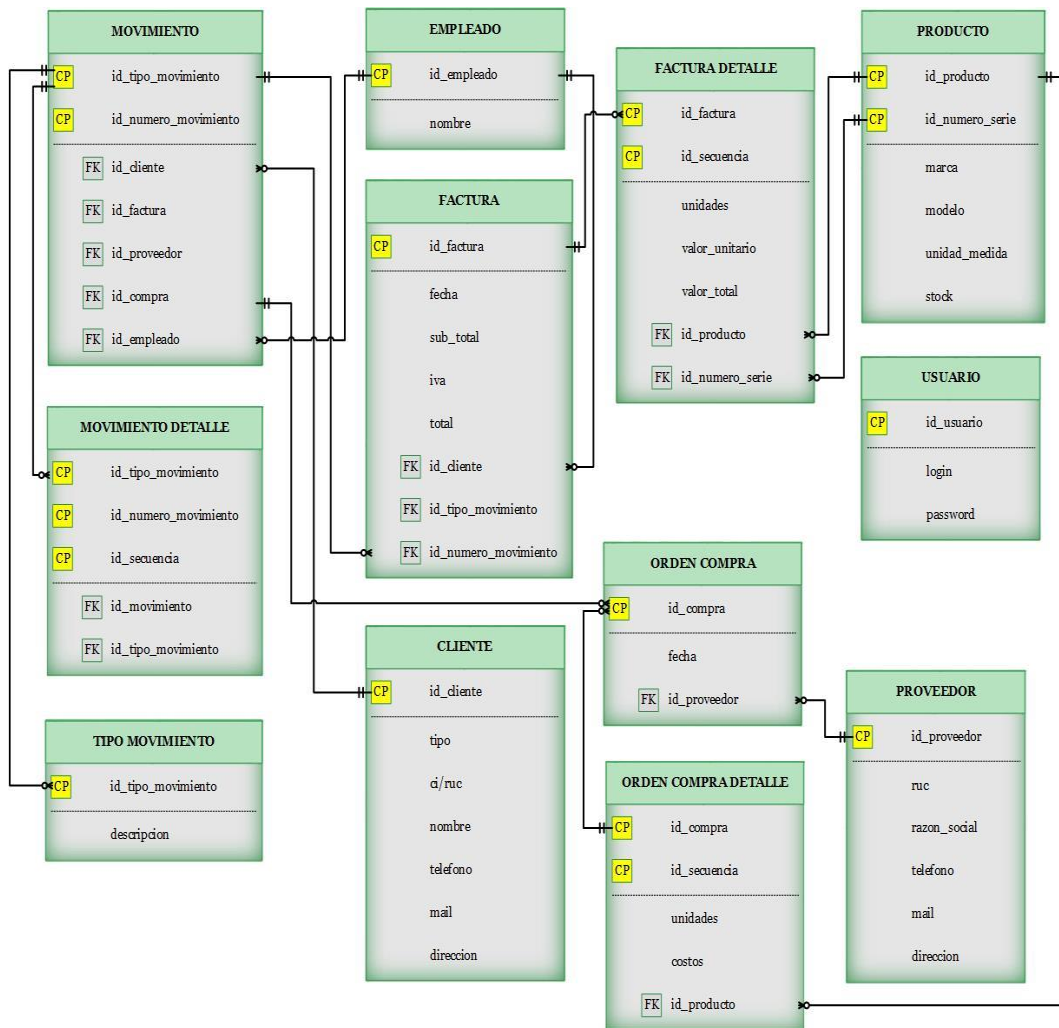 MOVIMIENTO
CP id_tipo_movimiento
CP id_numero_movimiento
FK id_cliente
FK id_factura
FK id_proveedor
FK id_compra
FK id_empleado
MOVIMIENTO DETALLE
CP id_tipo_movimiento
CP id_numero_movimiento
CP id_secuencia
FK id_movimiento
FK id_tipo_movimiento
TIPO MOVIMIENTO
CP id_tipo_movimiento
descripcion
EMPLEADO
CP id_empleado
nombre
FACTURA
CP id_factura
fecha
sub_total
iva
total
FK id_cliente
FK id_tipo_movimiento
FK id_numero_movimiento
CLIENTE
CP id_cliente
tipo
ci/ruc
nombre
telefono
mail
direccion
FACTURA DETALLE
CP id_factura
CP id_secuencia
unidades
valor_unitario
valor_total
FK id_producto
FK id_numero_serie
ORDEN COMPRA
CP id_compra
fecha
FK id_proveedor
ORDEN COMPRA DETALLE
CP id_compra
CP id_secuencia
unidades
costos
FK id_producto
PRODUCTO
CP id_producto
CP id_numero_serie
marca
modelo
unidad_medida
stock
USUARIO
CP id_usuario
login
password
PROVEEDOR
CP id_proveedor
ruc
razon_social
telefono
mail
direccion